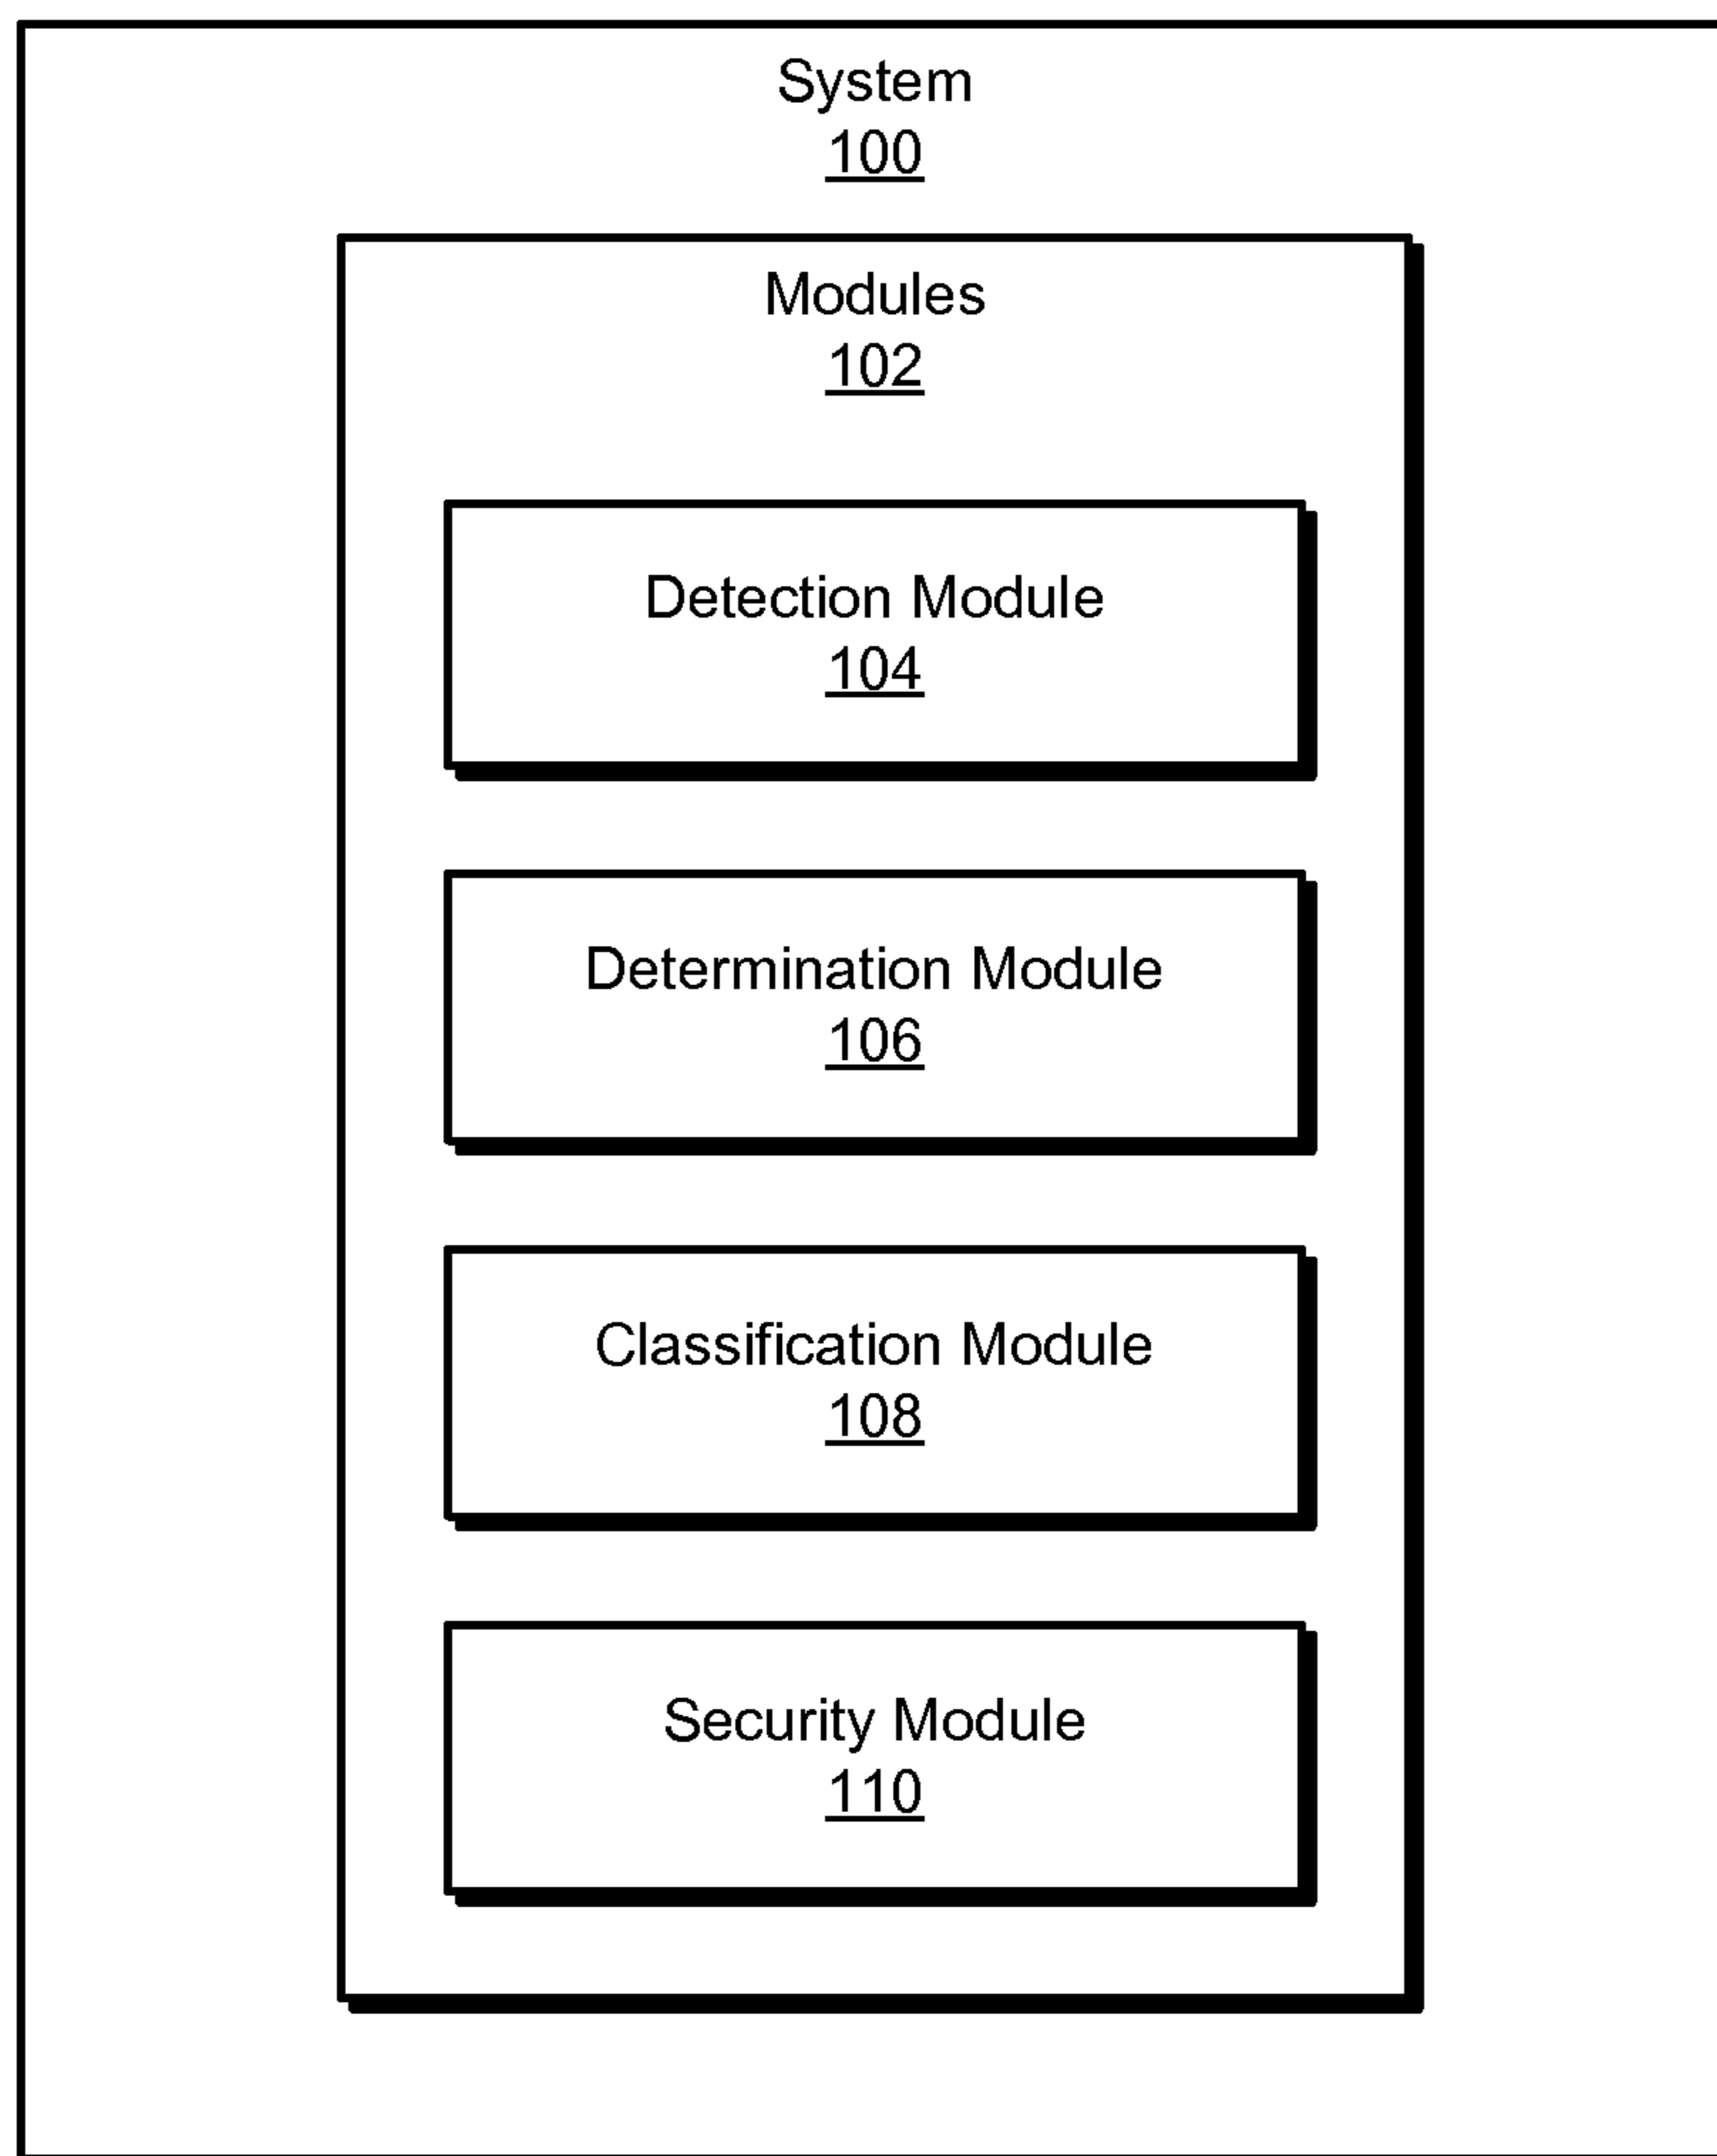 System
100
Modules
102
Detection Module
104
Determination Module
106
Classification Module
108
Security Module
110